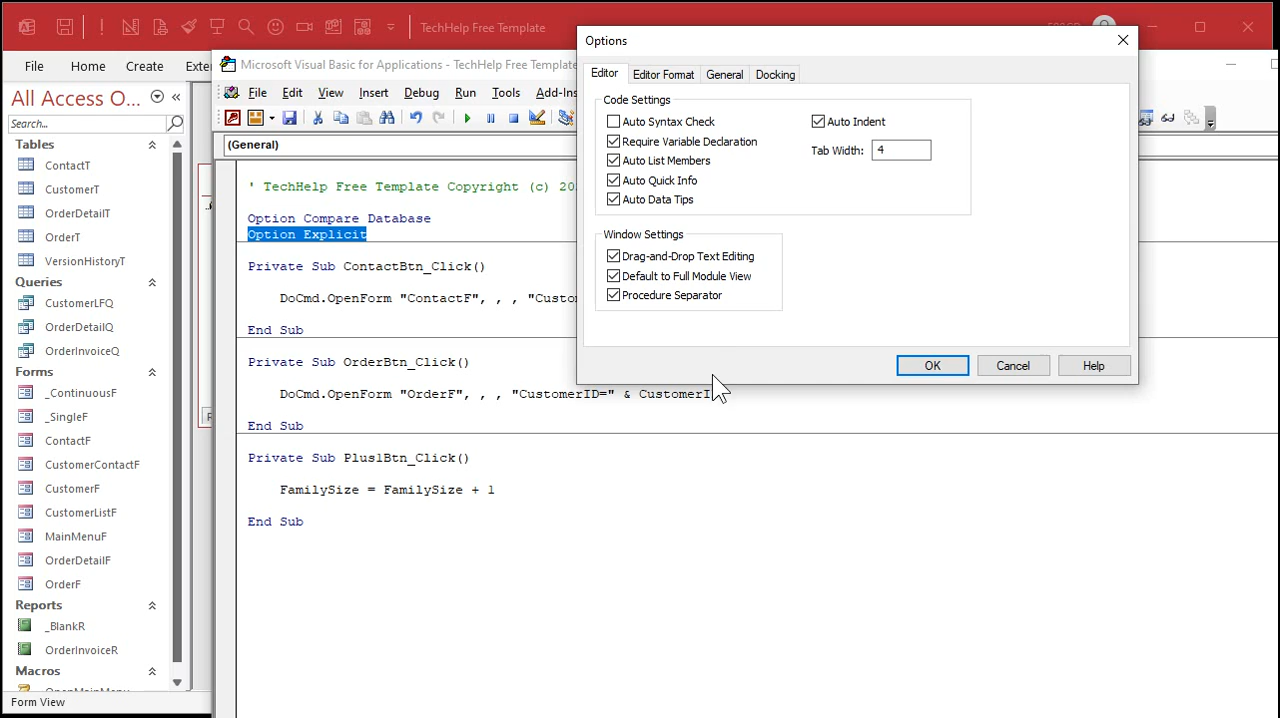 TechHelp Free Template
File Home Create
Microsoft Visual Basic for Applications - TechHelp Free Template
File Edit View Insert Debug Run Tools Add-Ins
All Access O...
Search...
Tables
ContactT
CustomerT
OrderDetailT
OrderT
VersionHistoryT
Queries
CustomerLFQ
OrderDetailQ
OrderInvoiceQ
Forms
_ContinuousF
_SingleF
ContactF
CustomerContactF
CustomerF
CustomerListF
MainMenuF
OrderDetailF
OrderF
Reports
_BlankR
OrderInvoiceR
Macros
OpenMainMenu
Form View
(General)
' TechHelp Free Template Copyright (c) 20
Option Compare Database
Option Explicit
Private Sub ContactBtn_Click()
DoCmd.OpenForm "ContactF", , , "Custo
End Sub
Private Sub OrderBtn_Click()
DoCmd.OpenForm "OrderF", , , "CustomerID=" & CustomerI
End Sub
Private Sub Plus1Btn_Click()
FamilySize = FamilySize + 1
End Sub
Options
Editor Editor Format General Docking
Code Settings
Auto Syntax Check
Require Variable Declaration
Auto List Members
Auto Quick Info
Auto Data Tips
Auto Indent
Tab Width: 4
Window Settings
Drag-and-Drop Text Editing
Default to Full Module View
Procedure Separator
OK Cancel Help